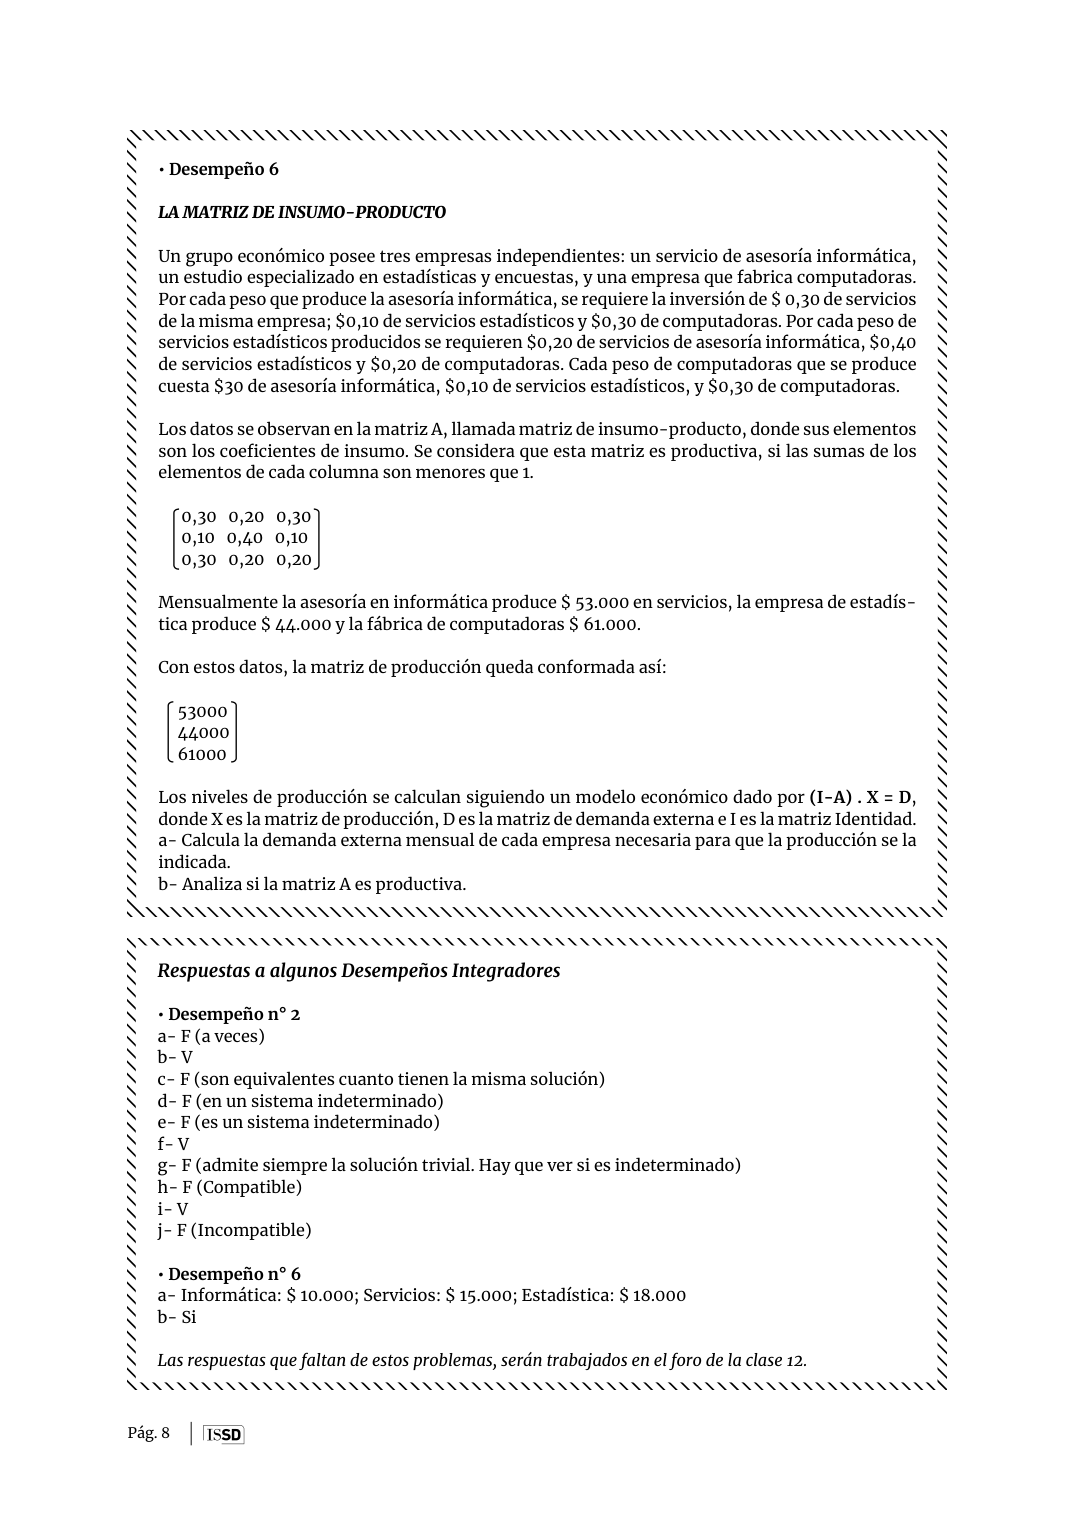 • Desempeño 6
LA MATRIZ DE INSUMO-PRODUCTO
Un grupo económico posee tres empresas independientes: un servicio de asesoría informática,
un estudio especializado en estadísticas y encuestas, y una empresa que fabrica computadoras.
Por cada peso que produce la asesoría informática, se requiere la inversión de $ 0,30 de servicios
de la misma empresa; $0,10 de servicios estadísticos y $0,30 de computadoras. Por cada peso de
servicios estadísticos producidos se requieren $0,20 de servicios de asesoría informática, $0,40
de servicios estadísticos y $0,20 de computadoras. Cada peso de computadoras que se produce
cuesta $30 de asesoría informática, $0,10 de servicios estadísticos, y $0,30 de computadoras.
Los datos se observan en la matriz A, llamada matriz de insumo-producto, donde sus elementos
son los coeficientes de insumo. Se considera que esta matriz es productiva, si las sumas de los
elementos de cada columna son menores que 1.
0,30 0,20 0,30
0,10 0,40 0,10
0,30 0,20 0,20
Mensualmente la asesoría en informática produce $ 53.000 en servicios, la empresa de estadís-
tica produce $ 44.000 y la fábrica de computadoras $ 61.000.
Con estos datos, la matriz de producción queda conformada así:
53000
44000
61000
Los niveles de producción se calculan siguiendo un modelo económico dado por (I-A) . X = D,
donde X es la matriz de producción, D es la matriz de demanda externa e I es la matriz Identidad.
a- Calcula la demanda externa mensual de cada empresa necesaria para que la producción se la
indicada.
b- Analiza si la matriz A es productiva.
Respuestas a algunos Desempeños Integradores
• Desempeño n° 2
a- F (a veces)
b- V
c- F (son equivalentes cuanto tienen la misma solución)
d- F (en un sistema indeterminado)
e- F (es un sistema indeterminado)
f- V
g- F (admite siempre la solución trivial. Hay que ver si es indeterminado)
h- F (Compatible)
i- V
j- F (Incompatible)
• Desempeño n° 6
a- Informática: $ 10.000; Servicios: $ 15.000; Estadística: $ 18.000
b- Si
Las respuestas que faltan de estos problemas, serán trabajados en el foro de la clase 12.
Pág. 8 ISSD